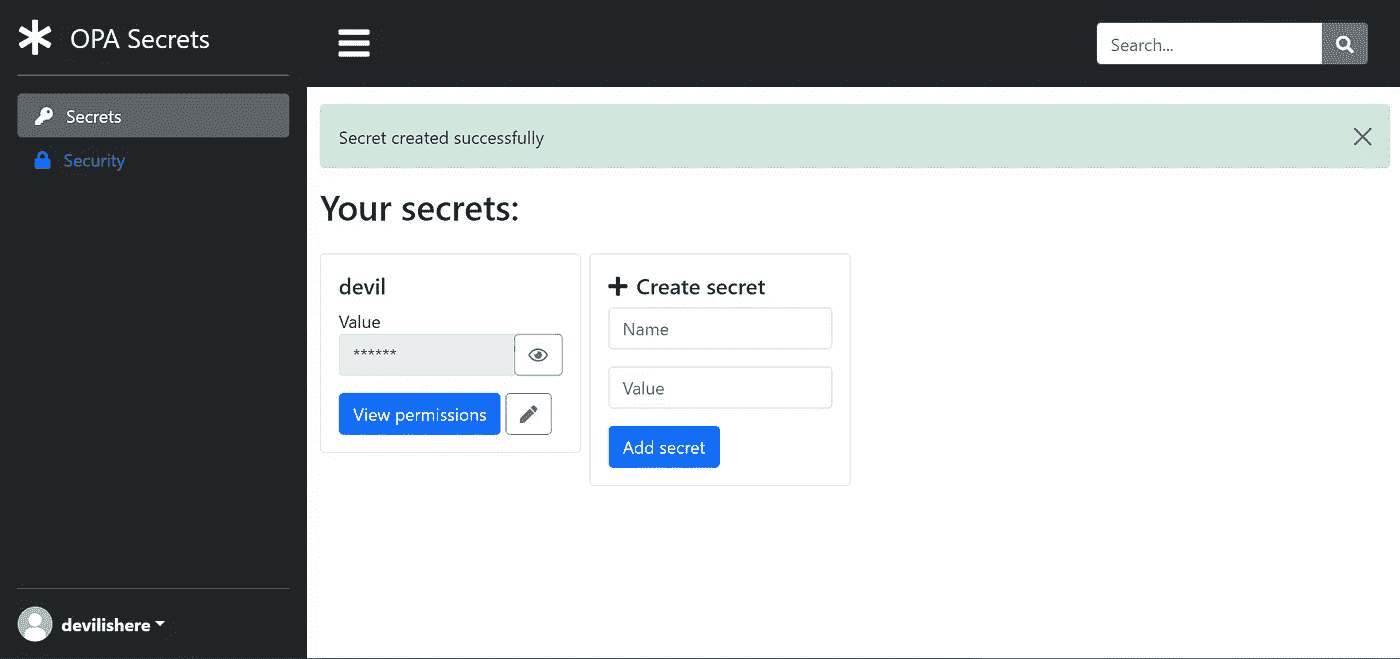 OPA Secrets
Search...
Secrets
Security
Secret created successfully
Your secrets:
devil
Value
******
View permissions
Create secret
Name
Value
Add secret
devilishere